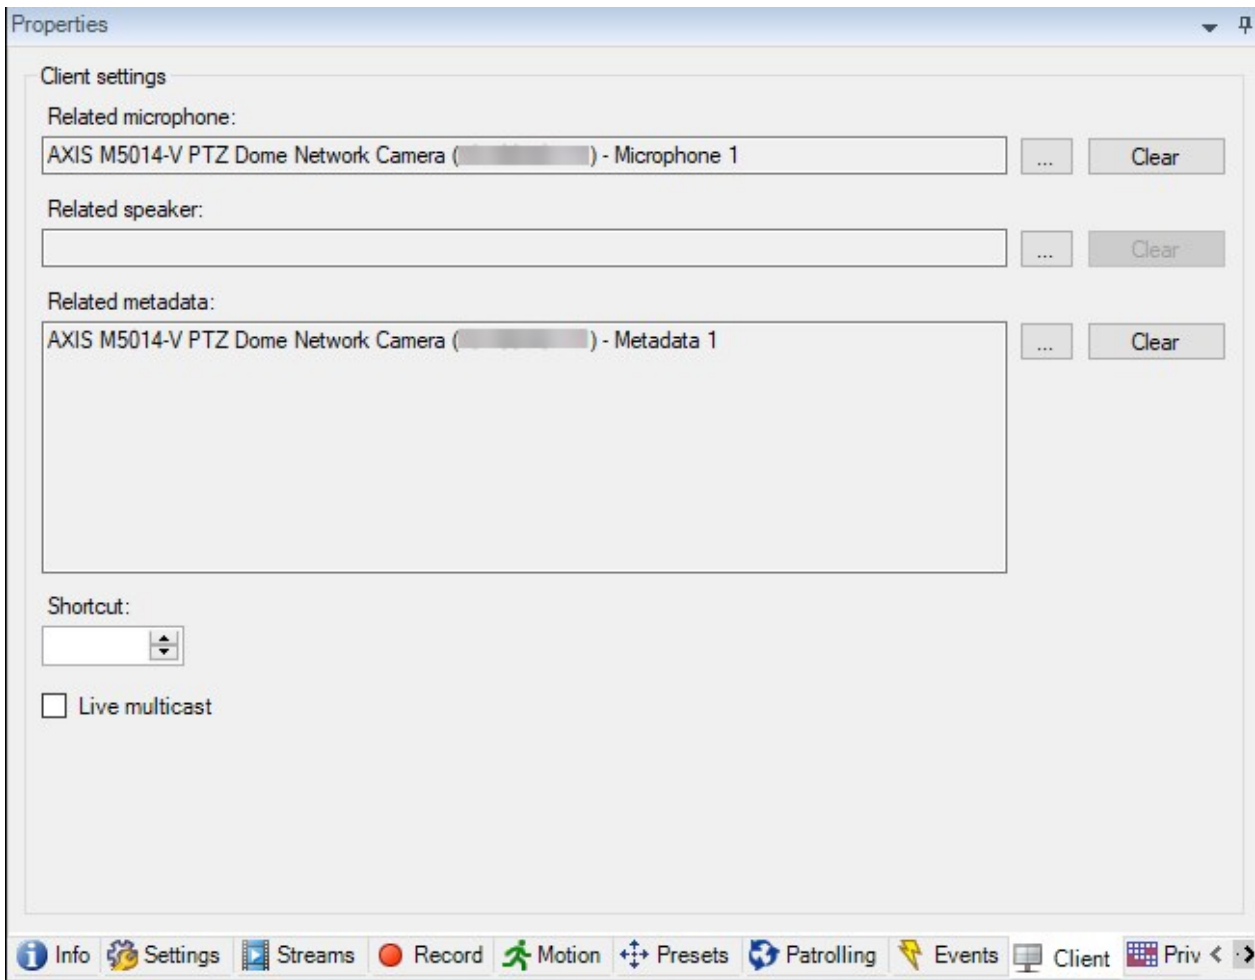 Properties
Client settings
Related microphone:
AXIS M5014-V PTZ Dome Network Camera ( ) - Microphone 1 ... Clear
Related speaker:
... Clear
Related metadata:
AXIS M5014-V PTZ Dome Network Camera ( ) - Metadata 1 ... Clear
Shortcut:
Live multicast
Info Settings Streams Record Motion Presets Patrolling Events Client Priv